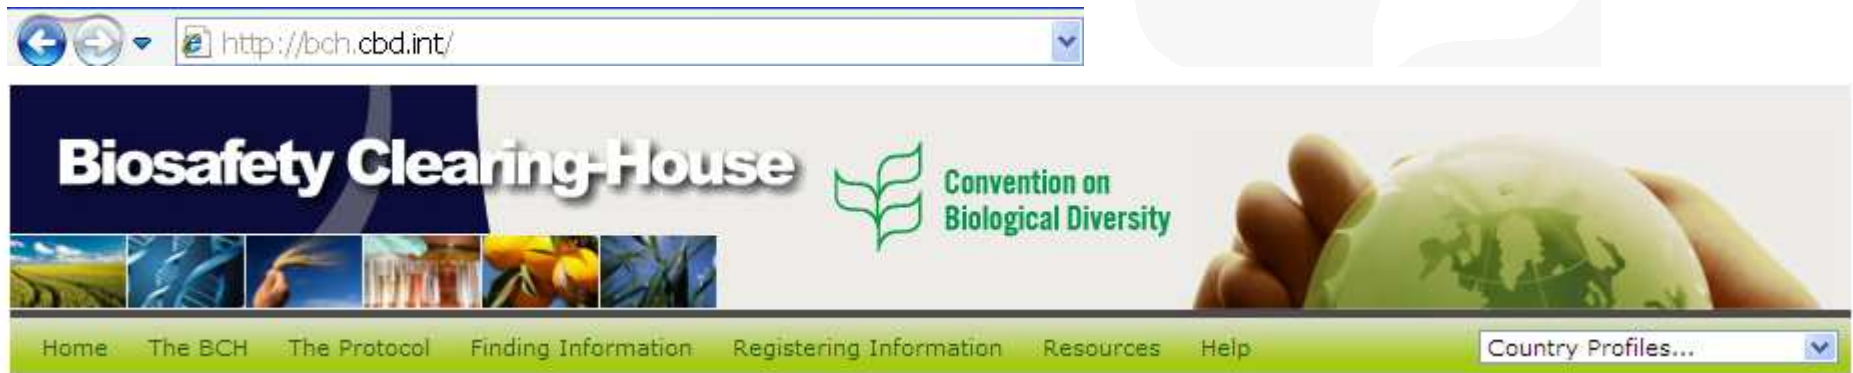 http://bch.cbd.int/
Biosafety Clearing-House
Convention on
Biological Diversity
Home The BCH The Protocol Finding Information Registering Information Resources Help Country Profiles...